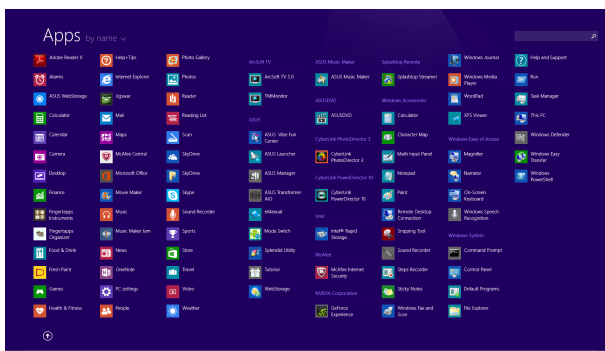 Apps by name
Adobe Reader X
Alarms
ASUS WebStorage
Calculator
Calendar
Camera
Desktop
Finance
Fingertapps
Instruments
Fingertapps
Organizer
Food & Drink
Fresh Paint
Games
Health & Fitness
Help+Tips
Internet Explorer
Jigswar
Mail
Maps
McAfee Central
Microsoft Office
Movie Maker
Music
Music Maker Jam
News
OneNote
PC settings
People
Photo Gallery
Photos
Reader
Reading List
Scan
SkyDrive
SkyDrive
Skype
Sound Recorder
Sports
Store
Travel
Video
Weather
ArcSoft TV
ArcSoft TV 5.0
TMMonitor
ASUS
ASUS Vibe Fun
Center
ASUS Launcher
ASUS Manager
ASUS Transformer
AiO
eManual
Mode Switch
Splendid Utility
Tutorial
WebStorage
ASUS Music Maker
ASUS Music Maker
ASUSDVD
ASUSDVD
CyberLink PhotoDirector 3
CyberLink
PhotoDirector 3
CyberLink PowerDirector 10
CyberLink
PowerDirector 10
Intel
Intel® Rapid
Storage...
McAfee
McAfee Internet
Security
NVIDIA Corporation
GeForce
Experience
Splashtop Remote
Splashtop Streamer
Windows Accessories
Calculator
Character Map
Math Input Panel
Notepad
Paint
Remote Desktop
Connection
Snipping Tool
Sound Recorder
Steps Recorder
Sticky Notes
Windows Fax and
Scan
Windows Journal
Windows Media
Player
WordPad
XPS Viewer
Windows Ease of Access
Magnifier
Narrator
On-Screen
Keyboard
Windows Speech
Recognition
Windows System
Command Prompt
Control Panel
Default Programs
File Explorer
Help and Support
Run
Task Manager
This PC
Windows Defender
Windows Easy
Transfer
Windows
PowerShell